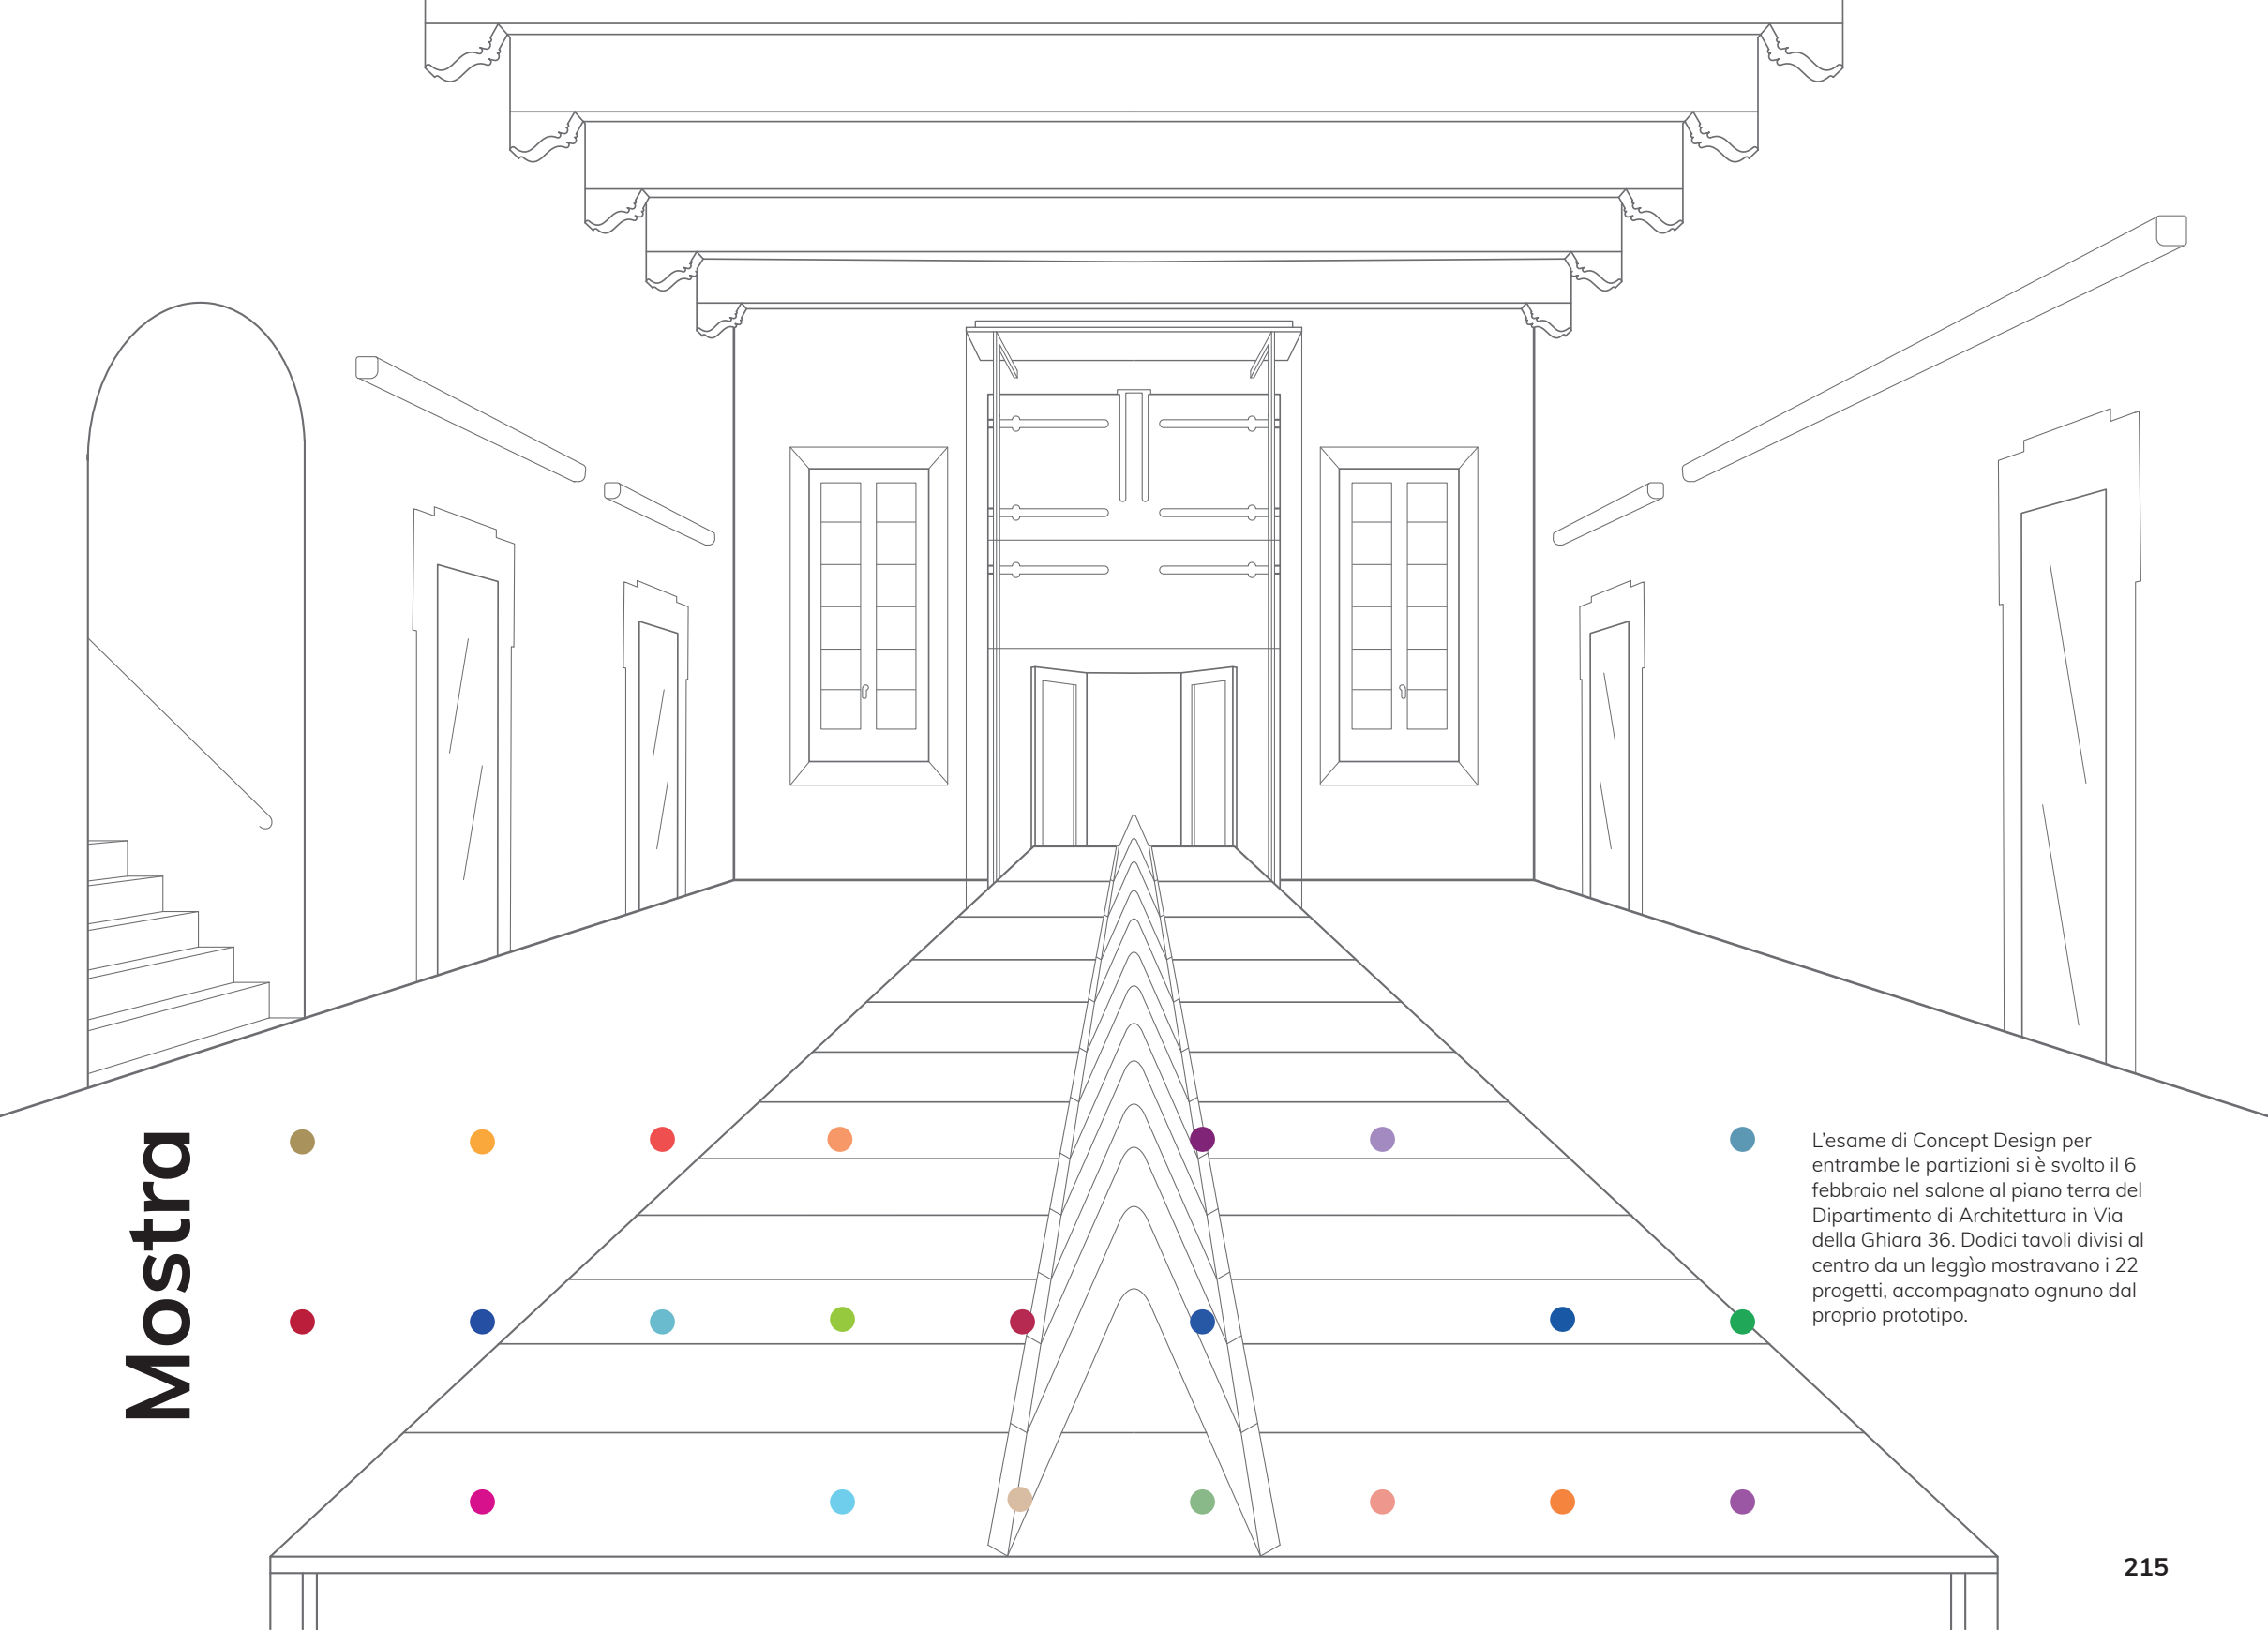 Mostra
L’esame di Concept Design per
entrambe le partizioni si è svolto il 6
febbraio nel salone al piano terra del
Dipartimento di Architettura in Via
della Ghiara 36. Dodici tavoli divisi al
centro da un leggìo mostravano i 22
progetti, accompagnato ognuno dal
proprio prototipo.
215